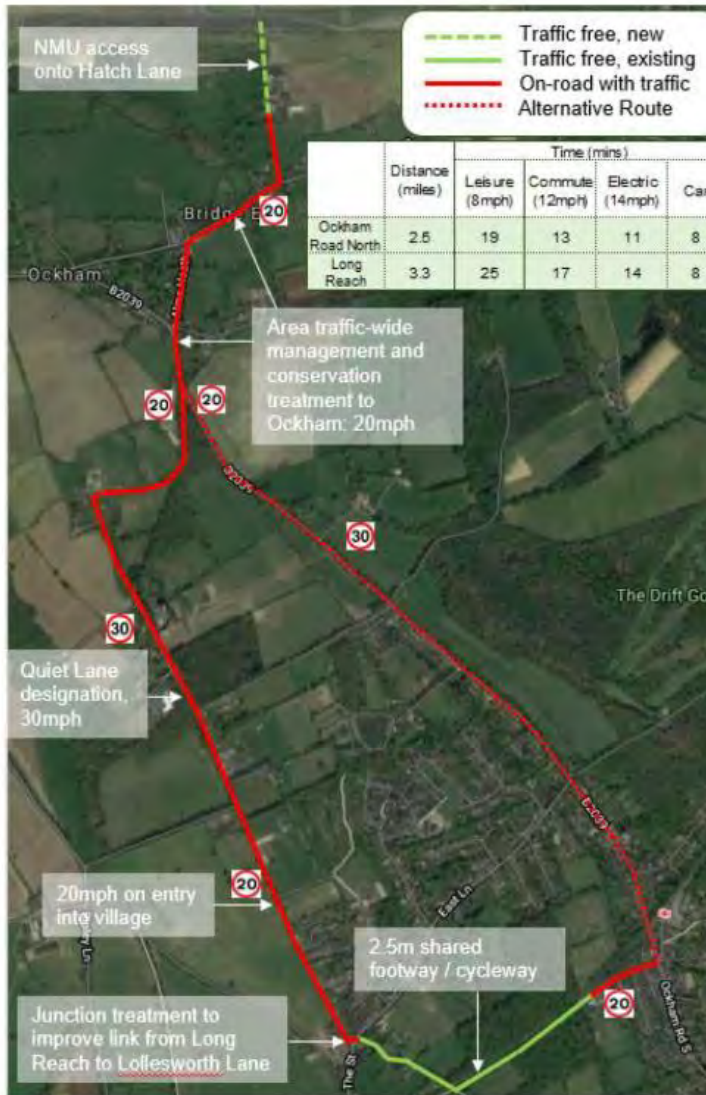 NMU access
onto Hatch Lane
Traffic free, new
Traffic free, existing
On-road with traffic
Alternative Route
Distance
(miles)
Time (mins)
Leisure
(8mph)
Commute
(12mph)
Electric
(14mph)
Car
Ockham
Road North
2.5
19
13
11
8
Long
Reach
3.3
25
17
14
8
20
Ockham
B2039
Area traffic-wide
management and
conservation
treatment to
Ockham: 20mph
20
20
B2039
30
The Drift Go
30
Quiet Lane
designation,
30mph
B2039
20
20mph on entry
into village
East Ln
2.5m shared
footway / cycleway
20
Ockham Rd S
Junction treatment to
improve link from Long
Reach to Lollesworth Lane
The St